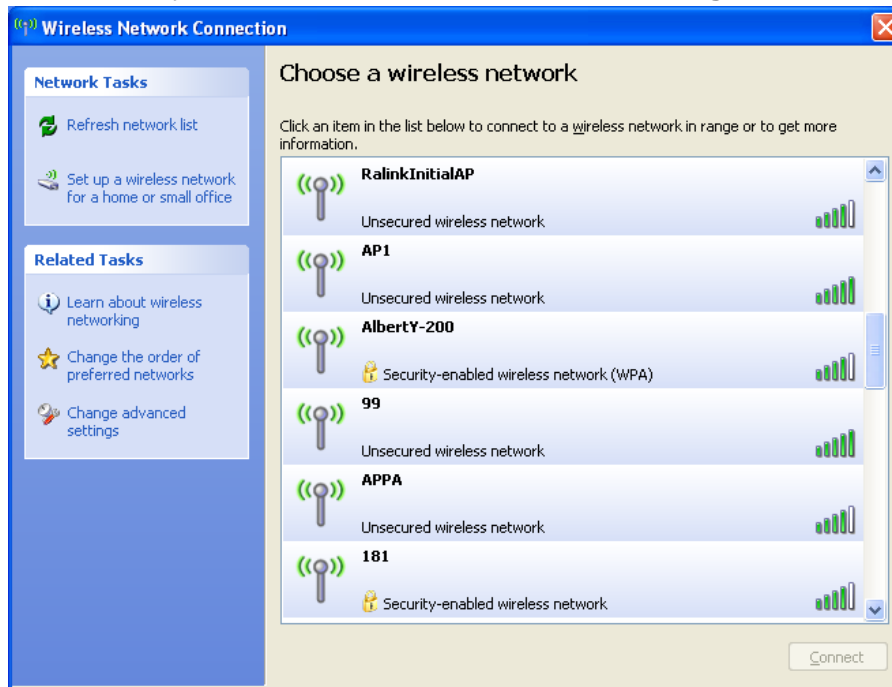 Wireless Network Connection
Network Tasks
Refresh network list
Set up a wireless network
for a home or small office
Related Tasks
Learn about wireless
networking
Change the order of
preferred networks
Change advanced
settings
Choose a wireless network
Click an item in the list below to connect to a wireless network in range or to get more
information.
RalinkInitialAP
Unsecured wireless network
AP1
Unsecured wireless network
AlbertY-200
Security-enabled wireless network (WPA)
99
Unsecured wireless network
APPA
Unsecured wireless network
181
Security-enabled wireless network
Connect